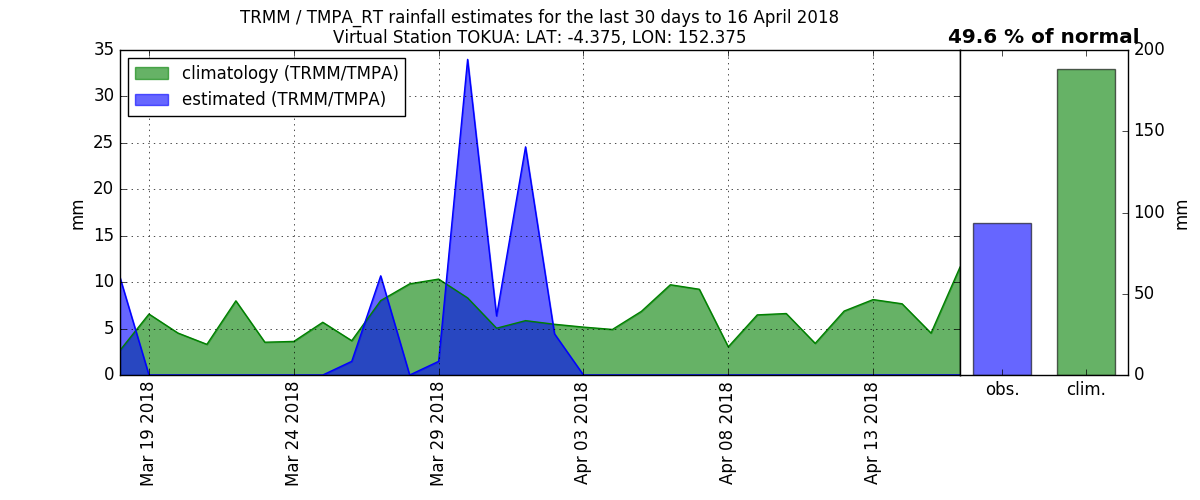 TRMM / TMPA_RT rainfall estimates for the last 30 days to 16 April 2018
Virtual Station TOKUA: LAT: -4.375, LON: 152.375
49.6 % of normal
climatology (TRMM/TMPA)
estimated (TRMM/TMPA)
35
30
25
20
15
10
5
0
mm
Mar 19 2018
Mar 24 2018
Mar 29 2018
Apr 03 2018
Apr 08 2018
Apr 13 2018
obs.
clim.
200
150
100
50
0
mm